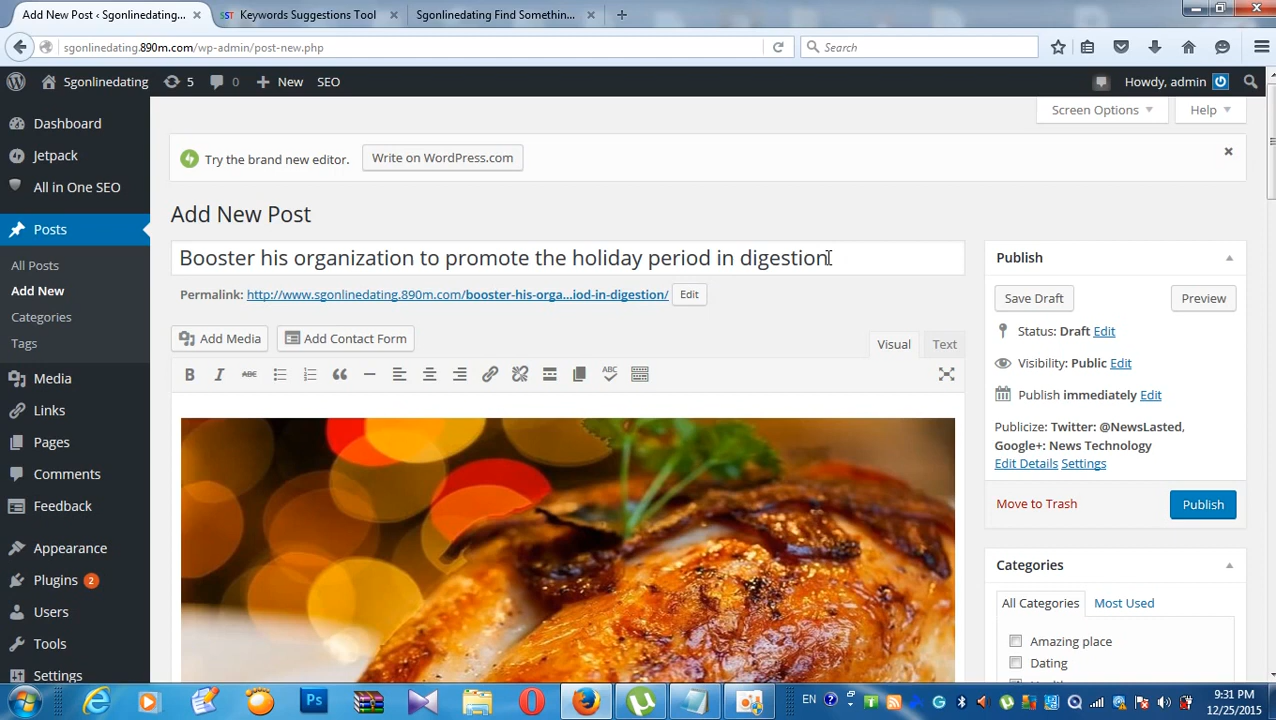 Add New Post ‹ Sgonlinedating...
Keywords Suggestions Tool
Sgonlinedating Find Somethin...
sgonlinedating.890m.com/wp-admin/post-new.php
Search
Sgonlinedating
5
0
New
SEO
Howdy, admin
Screen Options
Help
Dashboard
Jetpack
All in One SEO
Posts
All Posts
Add New
Categories
Tags
Media
Links
Pages
Comments
Feedback
Appearance
Plugins 2
Users
Tools
Settings
Try the brand new editor.
Write on WordPress.com
Add New Post
Booster his organization to promote the holiday period in digestion
Permalink: http://www.sgonlinedating.890m.com/booster-his-orga...iod-in-digestion/
Edit
Add Media
Add Contact Form
Visual
Text
B
I
ABC
ABC
Publish
Save Draft
Preview
Status: Draft Edit
Visibility: Public Edit
Publish immediately Edit
Publicize: Twitter: @NewsLasted,
Google+: News Technology
Edit Details Settings
Move to Trash
Publish
Categories
All Categories
Most Used
Amazing place
Dating
EN
9:31 PM
12/25/2015